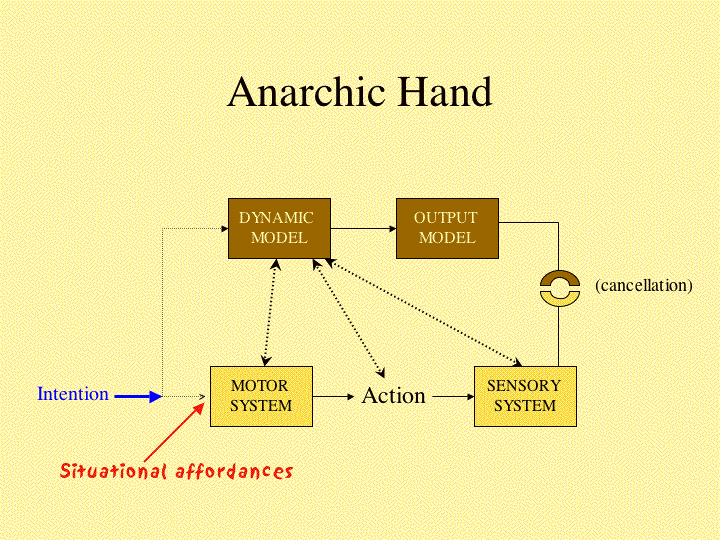 Anarchic Hand
DYNAMIC
MODEL
OUTPUT
MODEL
(cancellation)
Intention
MOTOR
SYSTEM
Action
SENSORY
SYSTEM
Situational affordances